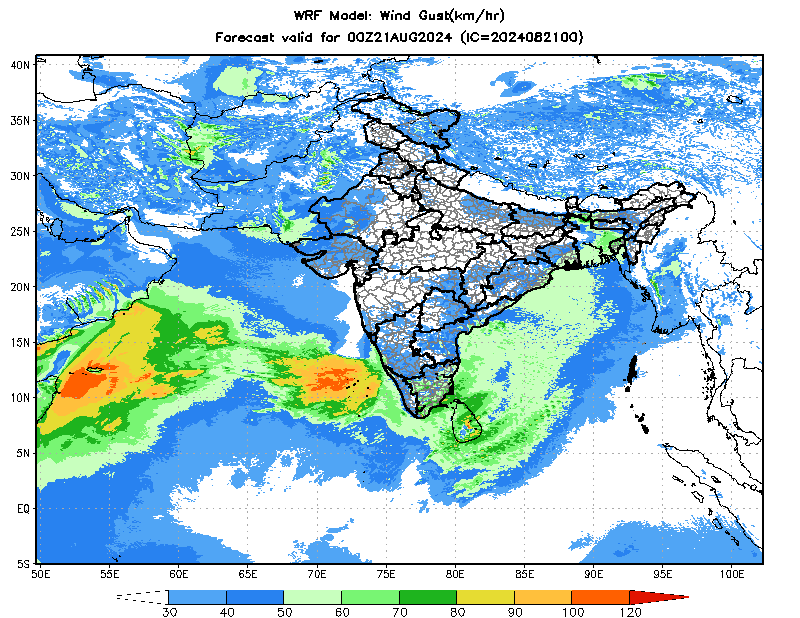 WRF Model: Wind Gust(km/hr)
Forecast valid for 00Z21AUG2024 (IC=2024082100)
40N
35N
30N
25N
20N
15N
10N
5N
EQ
5S
50E 55E 60E 65E 70E 75E 80E 85E 90E 95E 100E
30 40 50 60 70 80 90 100 120